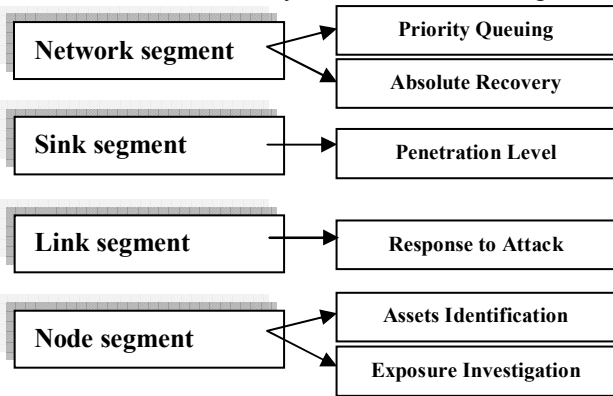 Network segment
Priority Queuing
Absolute Recovery
Sink segment
Penetration Level
Link segment
Response to Attack
Node segment
Assets Identification
Exposure Investigation